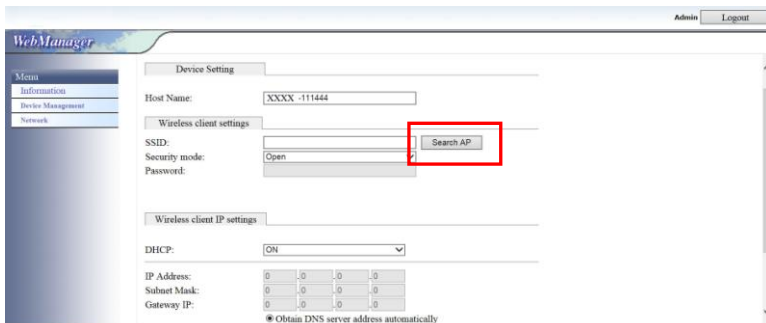 Admin Logout
WebManager
Menu
Information
Device Management
Network
Device Setting
Host Name: XXXX -111444
Wireless client settings
SSID: Search AP
Security mode: Open
Password:
Wireless client IP settings
DHCP: ON
IP Address: 0 .0 .0 .0
Subnet Mask: 0 .0 .0 .0
Gateway IP: 0 .0 .0 .0
Obtain DNS server address automatically